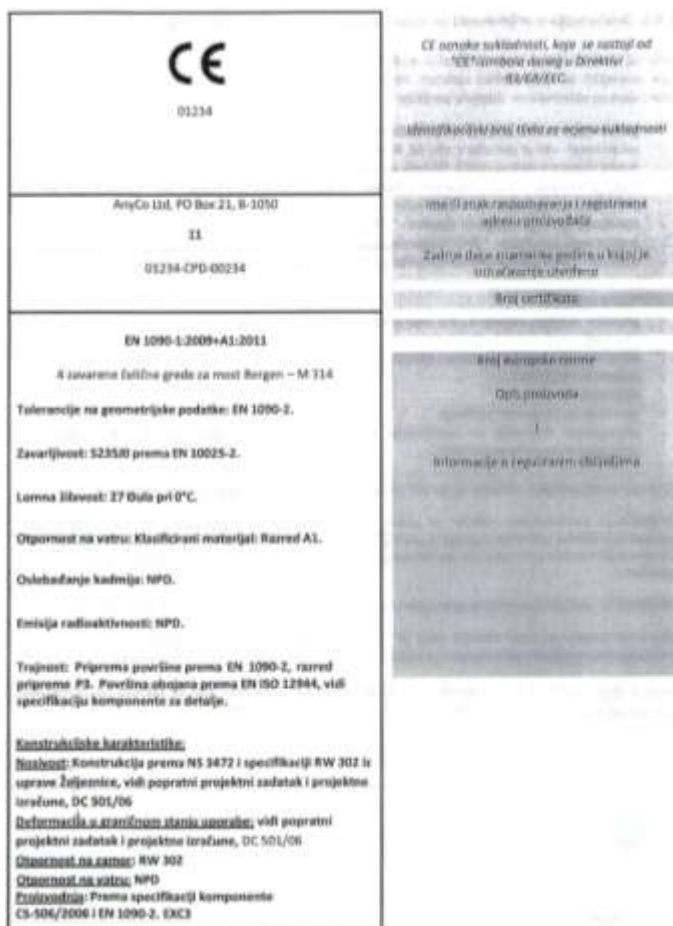 CE
01234
AnyCo Ltd, PO Box 21, B-1050
11
01234-CPD-00234
EN 1090-1:2009+A1:2011
4 zavarene čelične grede za most Bergen – M 314
Tolerancije na geometrijske podatke: EN 1090-2.
Zavarljivost: S235J0 prema EN 10025-2.
Lomna žilavost: 27 Đula pri 0°C.
Otpornost na vatru: Klasificirani materijal: Razred A1.
Oslobađanje kadmija: NPD.
Emisija radioaktivnosti: NPD.
Trajnost: Priprema površine prema EN 1090-2, razred
pripreme P3. Površina obojana prema EN ISO 12944, vidi
specifikaciju komponente za detalje.
Konstrukcijske karakteristike:
Nosivost: Konstrukcija prema NS 3472 i specifikaciji RW 302 iz
uprave Željeznice, vidi popratni projektni zadatak i projektne
izračune, DC 501/06
Deformacija u graničnom stanju uporabe: vidi popratni
projektni zadatak i projektne izračune, DC 501/06
Otpornost na zamor: RW 302
Otpornost na vatru: NPD
Proizvodnja: Prema specifikaciji komponente
CS-506/2006 i EN 1090-2. EXC3
CE oznake sukladnosti, koje se sastoji od
"CE" simbola danog u Direktivi
93/68/EEC
Identifikacijski broj tijela za ocjenu sukladnosti
ime ili znak raspoznavanja i registrirana
adresa proizvođača
Zadnje dvije znamenke godine u kojoj je
označavanje utvrđeno
Broj certifikata
Broj europske norme
Opis proizvoda
i
Informacije o reguliranim obilježjima